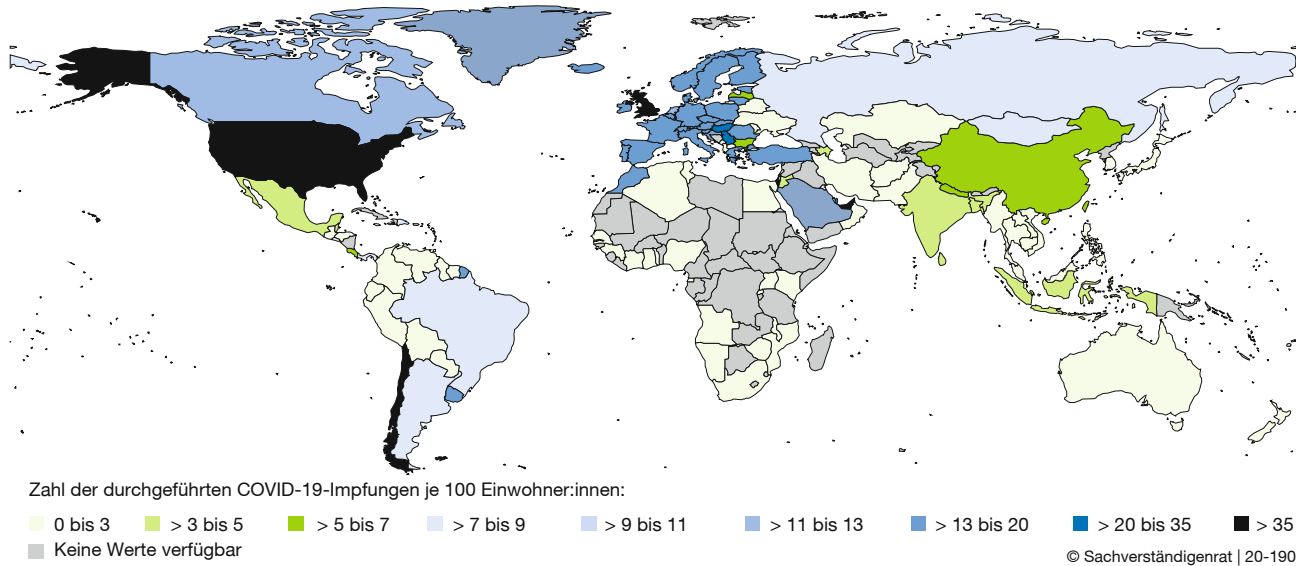 Zahl der durchgeführten COVID-19-Impfungen je 100 Einwohner:innen:
0 bis 3 > 3 bis 5 > 5 bis 7 > 7 bis 9 > 9 bis 11 > 11 bis 13 > 13 bis 20 > 20 bis 35 > 35
Keine Werte verfügbar
© Sachverständigenrat | 20-190